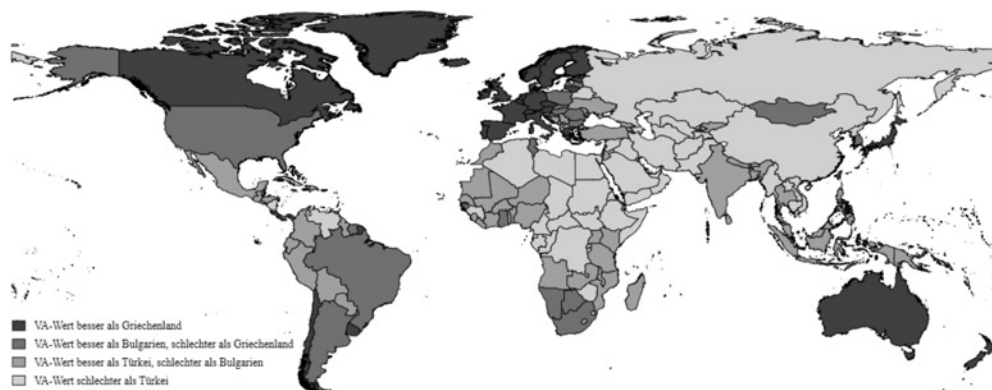 VA-Wert besser als Griechenland
VA-Wert besser als Bulgarien, schlechter als Griechenland
VA-Wert besser als Türkei, schlechter als Bulgarien
VA-Wert schlechter als Türkei